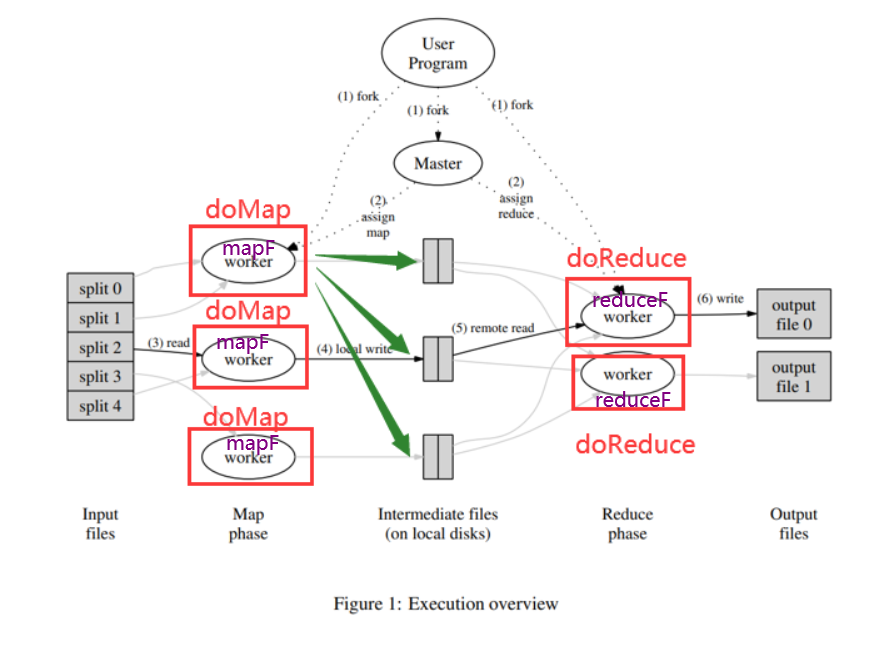 User
Program
(1) fork
(1) fork
(1) fork
Master
(2)
assign
map
(2)
assign
reduce
doMap
mapF
worker
split 0
split 1
split 2
split 3
split 4
(3) read
doMap
mapF
worker
(4) local write
doMap
mapF
worker
(5) remote read
doReduce
reduceF
worker
(6) write
output
file 0
worker
reduceF
output
file 1
doReduce
Input
files
Map
phase
Intermediate files
(on local disks)
Reduce
phase
Output
files
Figure 1: Execution overview